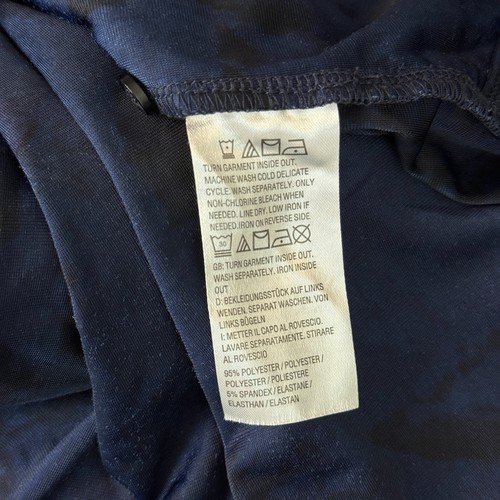 TURN GARMENT INSIDE OUT.
MACHINE WASH COLD DELICATE
CYCLE. WASH SEPARATELY. ONLY
NON-CHLORINE BLEACH WHEN
NEEDED. LINE DRY. LOW IRON IF
NEEDED. IRON ON REVERSE SIDE
30
GB: TURN GARMENT INSIDE OUT.
WASH SEPARATELY. IRON INSIDE
OUT
D: BEKLEIDUNGSSTÜCK AUF LINKS
WENDEN. SEPARAT WASCHEN. VON
LINKS BÜGELN
I: METTER IL CAPO AL ROVESCIO.
LAVARE SEPARATAMENTE. STIRARE
AL ROVESCIO
95% POLYESTER / POLYESTER /
POLYESTER / POLIESTERE
5% SPANDEX / ELASTANE /
ELASTHAN / ELASTAN